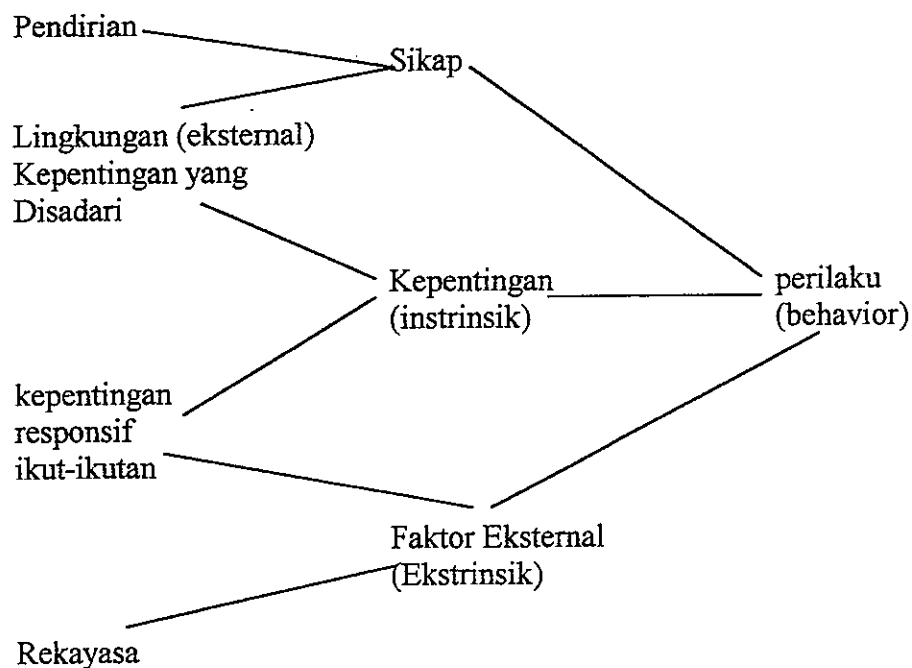 Pendirian
Sikap
Lingkungan (eksternal)
Kepentingan yang
Disadari
Kepentingan
(instrinsik)
perilaku
(behavior)
kepentingan
responsif
ikut-ikutan
Faktor Eksternal
(Ekstrinsik)
Rekayasa